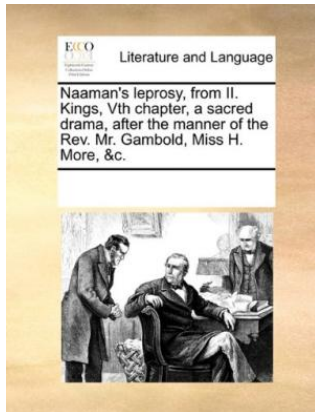 ECCO
Literature and Language
Naaman's leprosy, from II.
Kings, Vth chapter, a sacred
drama, after the manner of the
Rev. Mr. Gambold, Miss H.
More, &c.